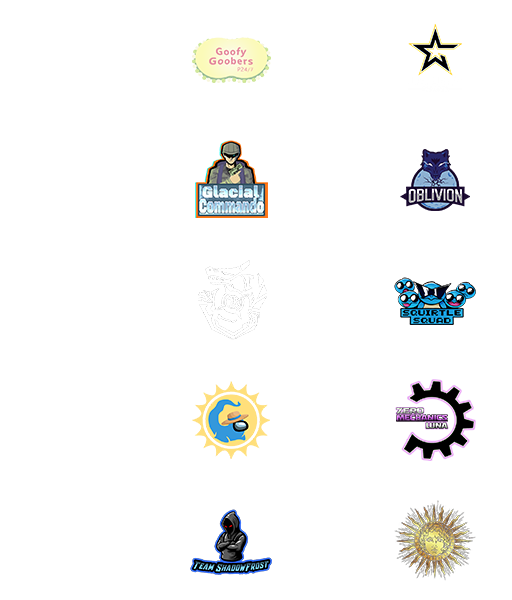 Goofy
Goobers
Glacial
Commando
OBLIVION
SQUIRTLE
SQUAD
ZERO
MECHANICS
LUNA
TEAM SHADOWFROST